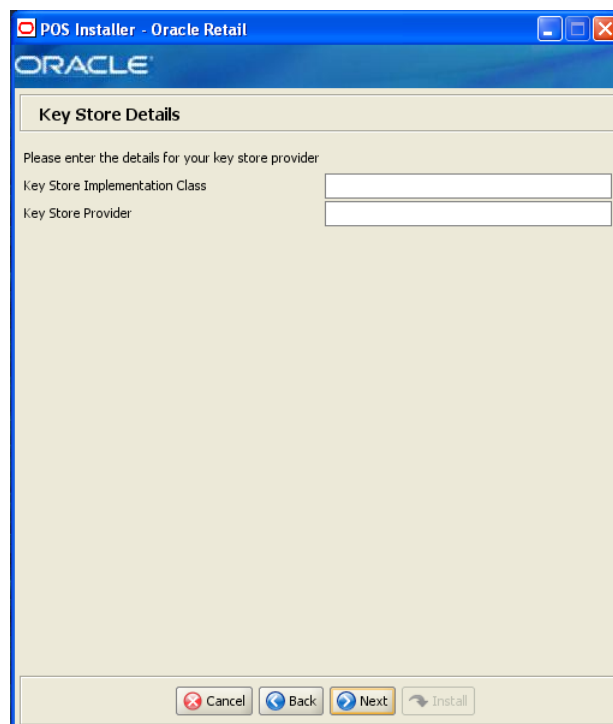 POS Installer - Oracle Retail
ORACLE
Key Store Details
Please enter the details for your key store provider
Key Store Implementation Class
Key Store Provider
Cancel Back Next Install